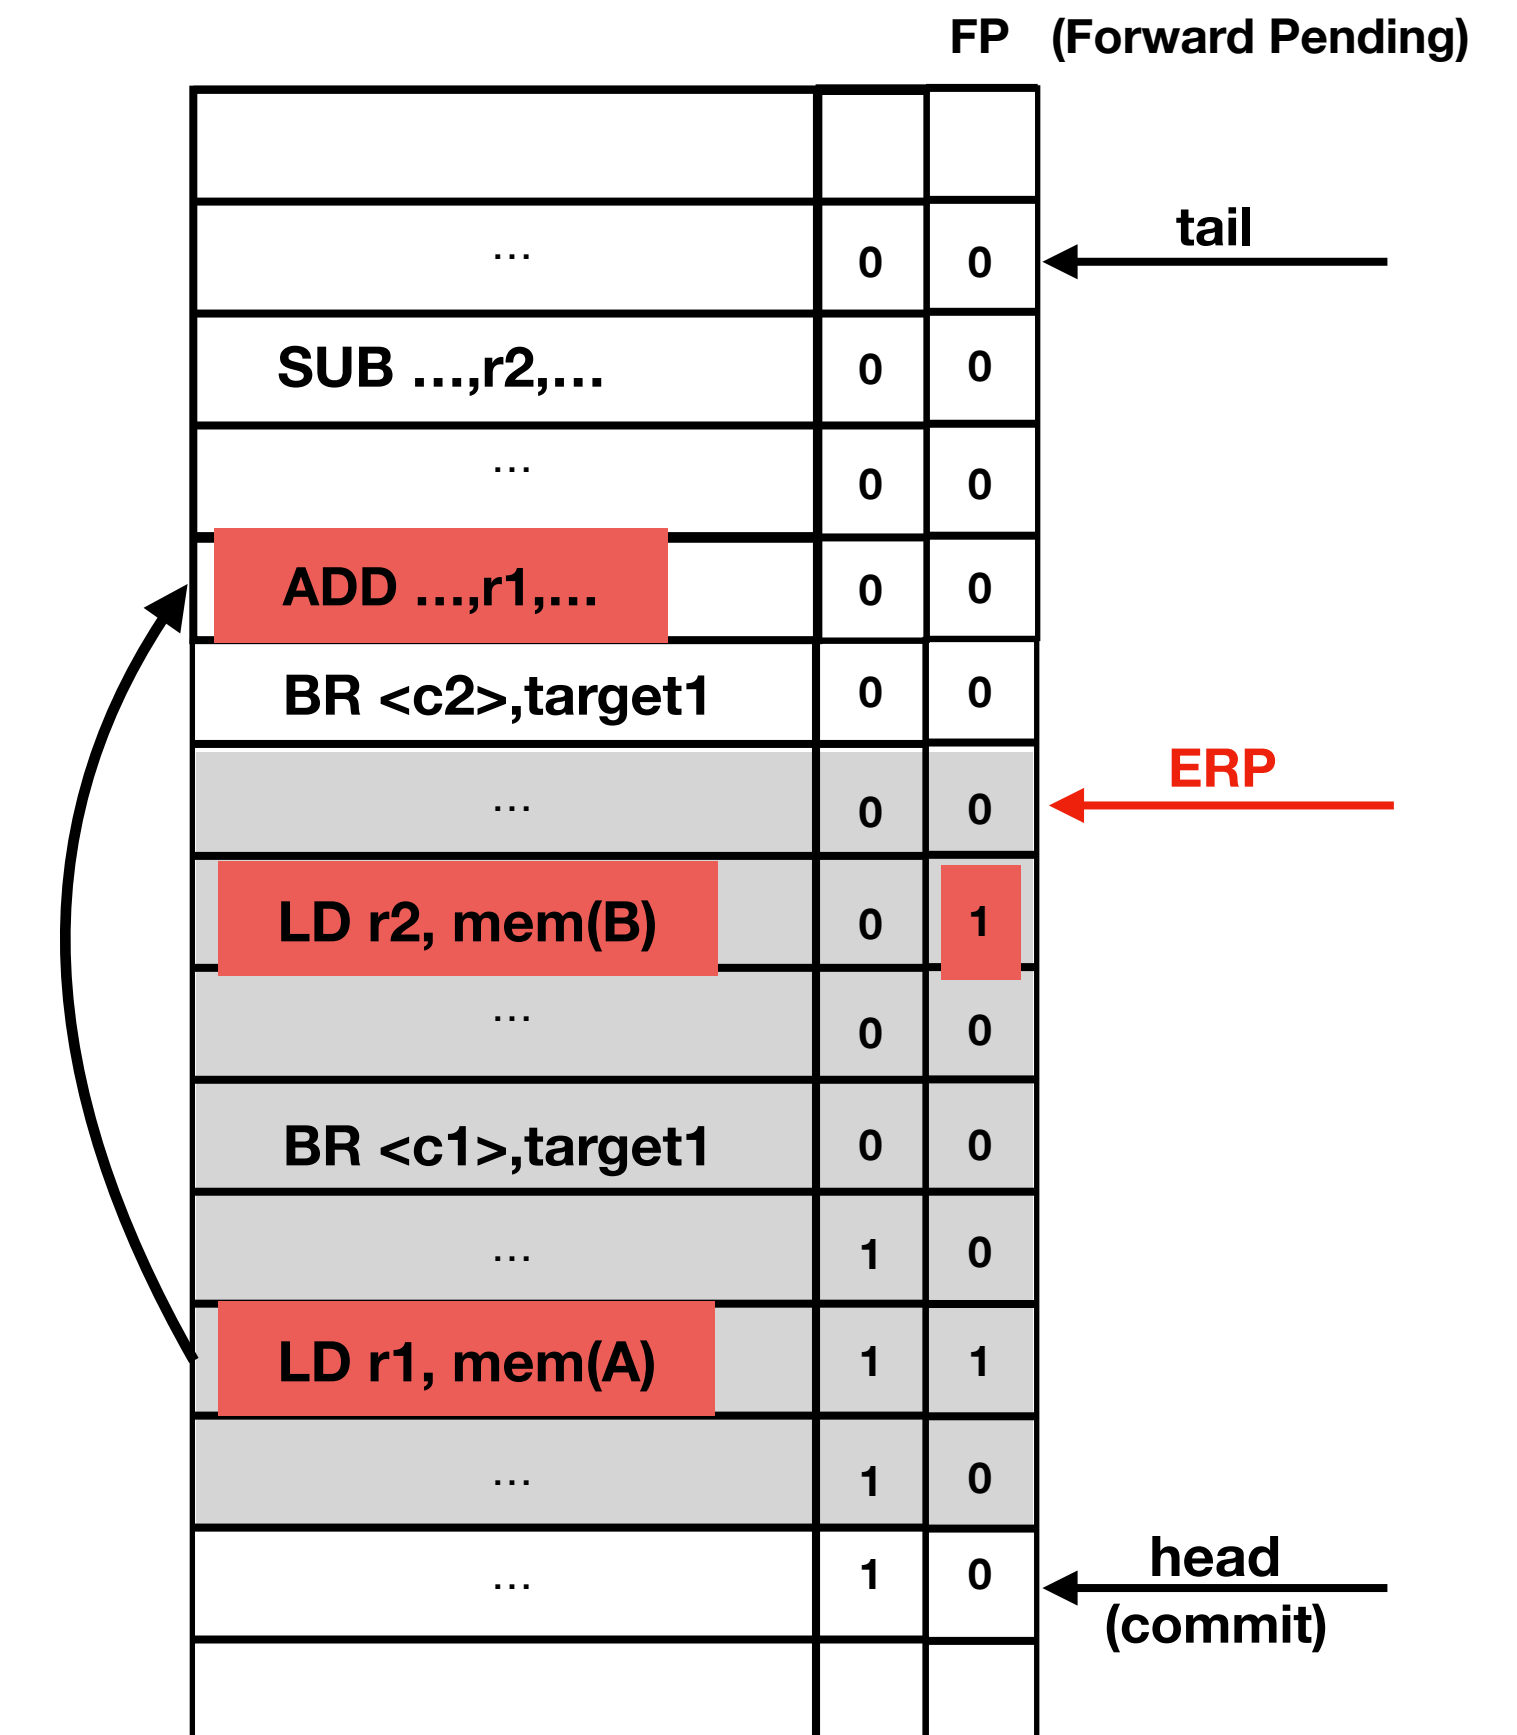 FP (Forward Pending)
tail
… 0 0
SUB …,r2,… 0 0
… 0 0
ADD …,r1,… 0 0
BR <c2>,target1 0 0
ERP
… 0 0
LD r2, mem(B) 0 1
… 0 0
BR <c1>,target1 0 0
… 1 0
LD r1, mem(A) 1 1
… 1 0
head
… 1 0
(commit)